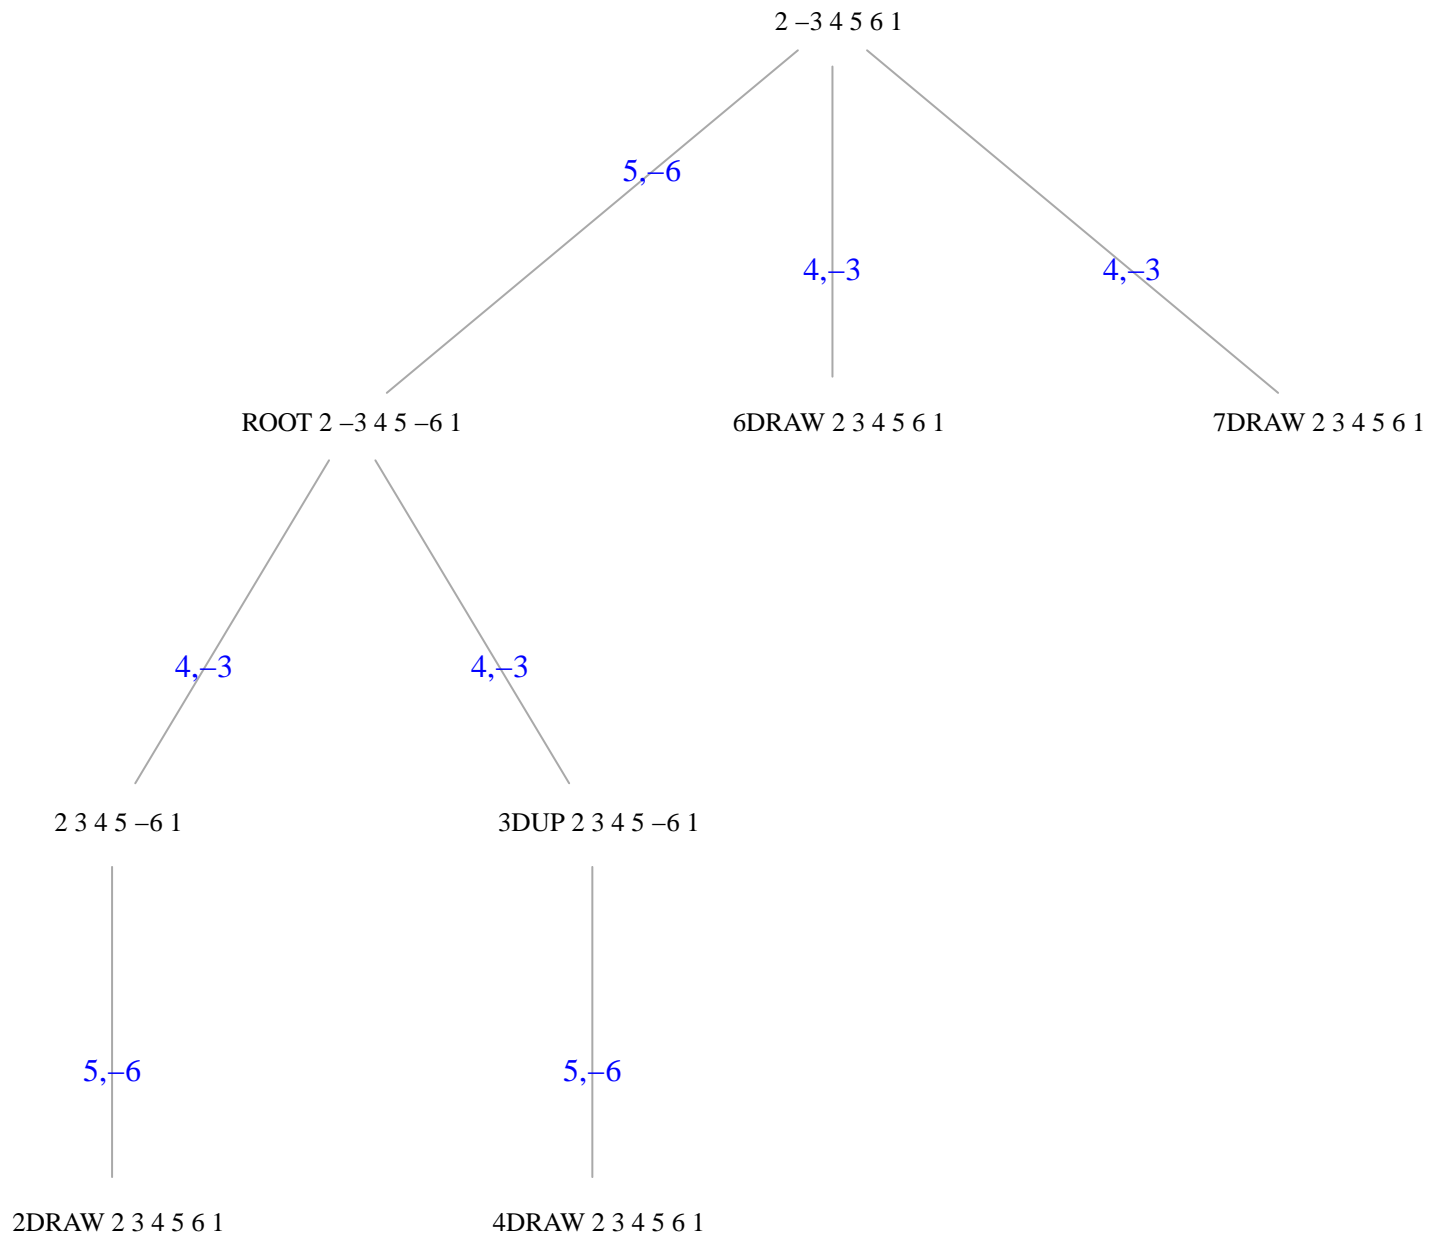 2 –3 4 5 6 1
5,–6
4,–3
4,–3
ROOT 2 –3 4 5 –6 1
6DRAW 2 3 4 5 6 1
7DRAW 2 3 4 5 6 1
4,–3
4,–3
2 3 4 5 –6 1
3DUP 2 3 4 5 –6 1
5,–6
5,–6
2DRAW 2 3 4 5 6 1
4DRAW 2 3 4 5 6 1